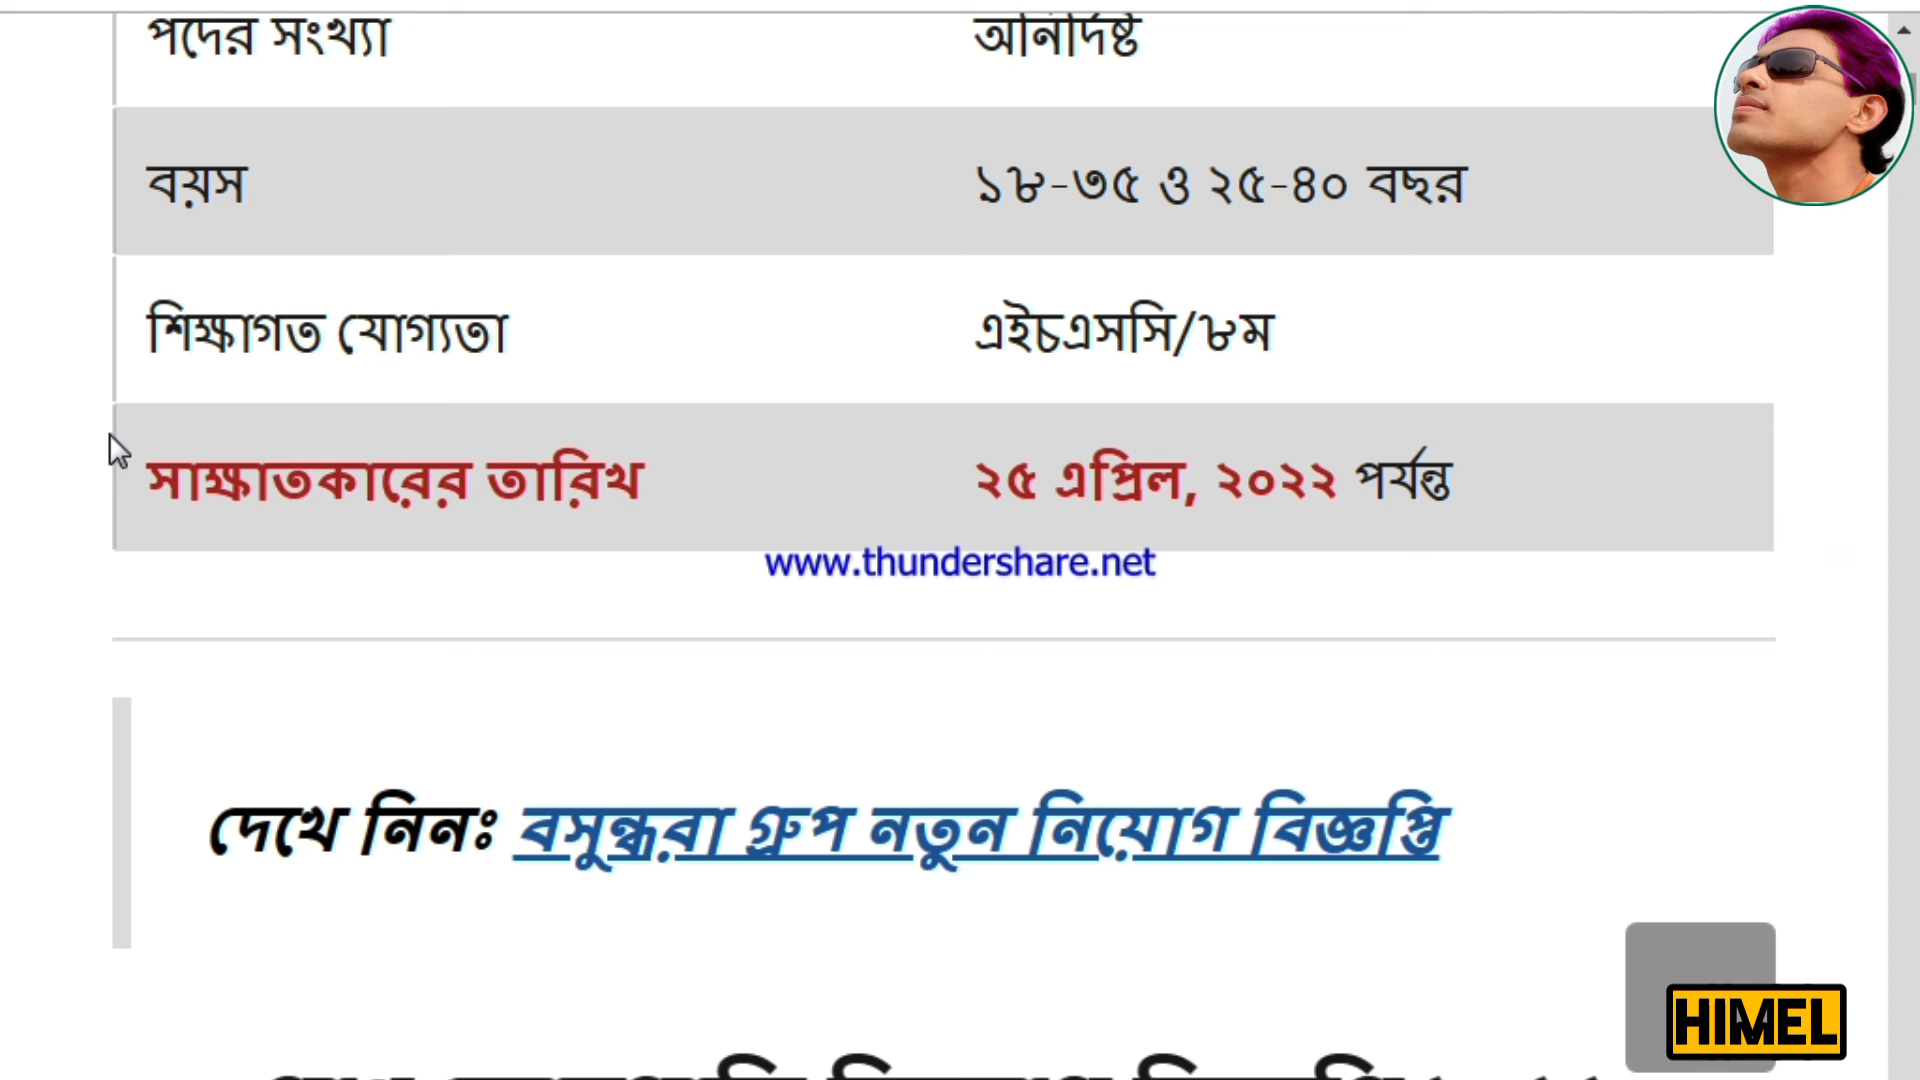 পদের সংখ্যা অনির্দিষ্ট
বয়স ১৮-৩৫ ও ২৫-৪০ বছর
শিক্ষাগত যোগ্যতা এইচএসসি/৮ম
সাক্ষাতকারের তারিখ ২৫ এপ্রিল, ২০২২ পর্যন্ত
www.thundershare.net
দেখে নিনঃ বসুন্ধরা গ্রুপ নতুন নিয়োগ বিজ্ঞপ্তি
HIMEL